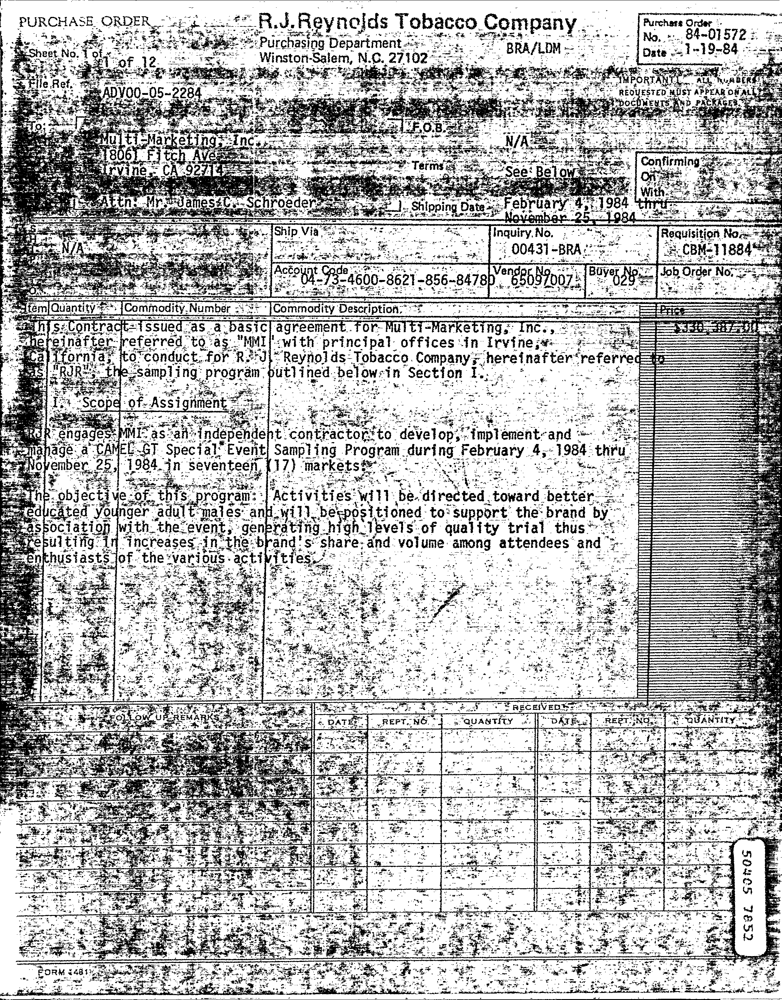 PURCHASE ORDER
R.J.Reynolds Tobacco Company
Purchasing Department
Winston-Salem, N.C. 27102
BRA/LDM
Purchase Order
No. 84-01572
Date 1-19-84
Sheet No. 1 of
1 of 12
IMPORTANT ALL NUMBERS
REQUESTED MUST APPEAR ON ALL
DOCUMENTS AND PACKAGES
File Ref.
ADV00-05-2284
To:
Multi-Marketing, Inc.
18061 Fitch Ave.
Irvine, CA 92714
Attn: Mr. James C. Schroeder
F.O.B.
N/A
Terms
See Below
Confirming
On
With
Shipping Date
February 4, 1984 thru
November 25, 1984
N/A
Ship Via
Inquiry No.
00431-BRA
Requisition No.
CBM-11884
Account Code
04-73-4600-8621-856-8478D
Vendor No.
65097007
Buyer No.
029
Job Order No.
Item Quantity Commodity Number Commodity Description Price
This Contract issued as a basic agreement for Multi-Marketing, Inc., $330,387.00
hereinafter referred to as "MMI" with principal offices in Irvine,
California, to conduct for R. J. Reynolds Tobacco Company, hereinafter referred to
as "RJR", the sampling program outlined below in Section I.
I. Scope of Assignment
RJR engages MMI as an independent contractor to develop, implement and
manage a CAMEL GT Special Event Sampling Program during February 4, 1984 thru
November 25, 1984 in seventeen (17) markets.
The objective of this program: Activities will be directed toward better
educated younger adult males and will be positioned to support the brand by
association with the event, generating high levels of quality trial thus
resulting in increases in the brand's share and volume among attendees and
enthusiasts of the various activities.
FOLLOW UP REMARKS
RECEIVED
DATE REPT. NO. QUANTITY DATE REPT. NO. QUANTITY
50405 7852
FORM 4481